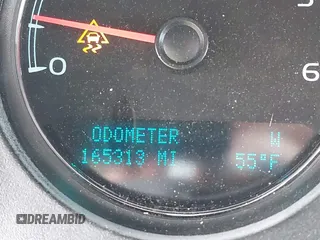 0
6
ODOMETER W
165313 MI 55°F
DREAMBID